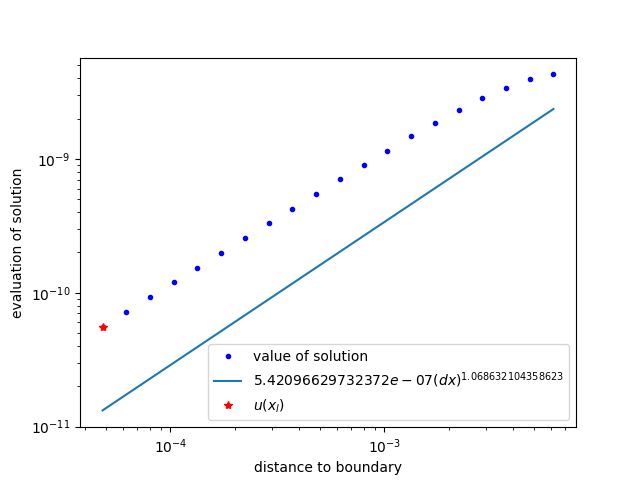 10⁻⁹
10⁻¹⁰
10⁻¹¹
evaluation of solution
value of solution
5.42096629732372e − 07(dx)^1.068632104358623
u(x_l)
10⁻⁴
10⁻³
distance to boundary